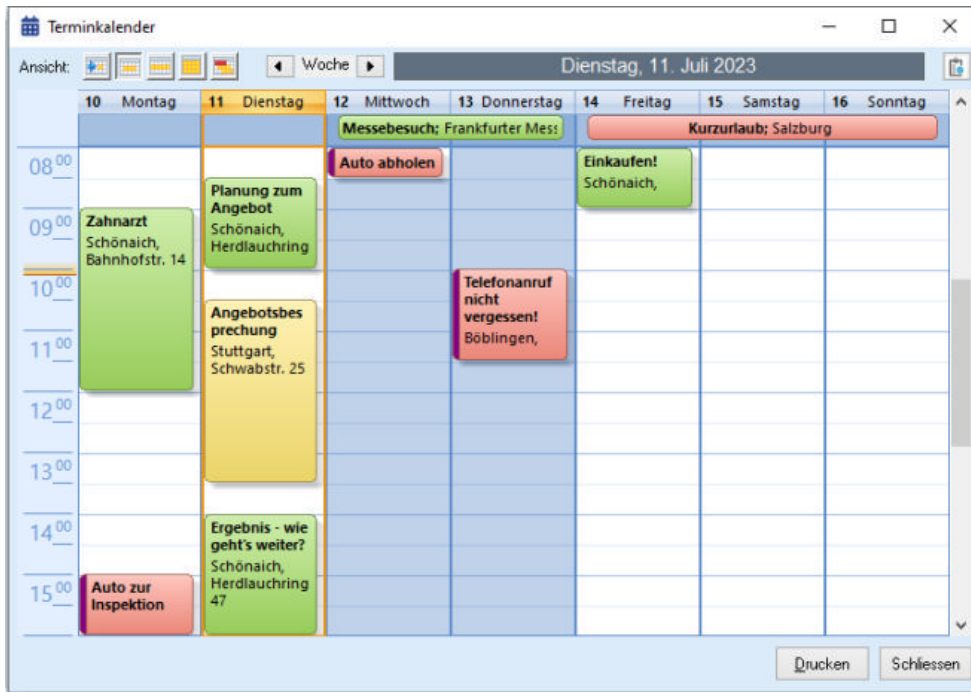 Terminkalender
Ansicht:
Woche
Dienstag, 11. Juli 2023
10 Montag
11 Dienstag
12 Mittwoch
13 Donnerstag
14 Freitag
15 Samstag
16 Sonntag
Messebesuch; Frankfurter Mess
Kurzurlaub; Salzburg
08 00
09 00
10 00
11 00
12 00
13 00
14 00
15 00
Zahnarzt
Schönaich,
Bahnhofstr. 14
Auto zur
Inspektion
Planung zum
Angebot
Schönaich,
Herdlauchring
Angebotsbes
prechung
Stuttgart,
Schwabstr. 25
Ergebnis - wie
geht's weiter?
Schönaich,
Herdlauchring
47
Auto abholen
Telefonanruf
nicht
vergessen!
Böblingen,
Einkaufen!
Schönaich,
Drucken
Schliessen